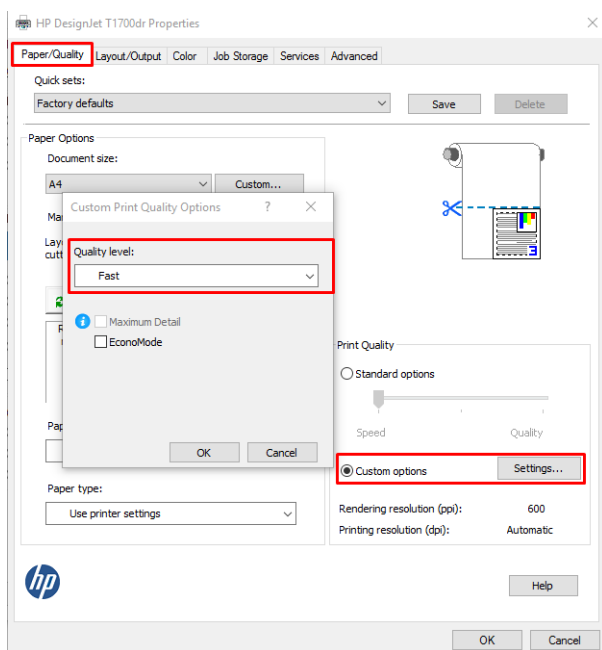 HP DesignJet T1700dr Properties
Paper/Quality Layout/Output Color Job Storage Services Advanced
Quick sets:
Factory defaults
Save
Delete
Paper Options
Document size:
A4
Custom...
Custom Print Quality Options ?
Quality level:
Fast
Maximum Detail
EconoMode
OK
Cancel
3
Print Quality
Standard options
Speed
Quality
Custom options
Settings...
Rendering resolution (ppi): 600
Printing resolution (dpi): Automatic
Paper type:
Use printer settings
hp
Help
OK
Cancel